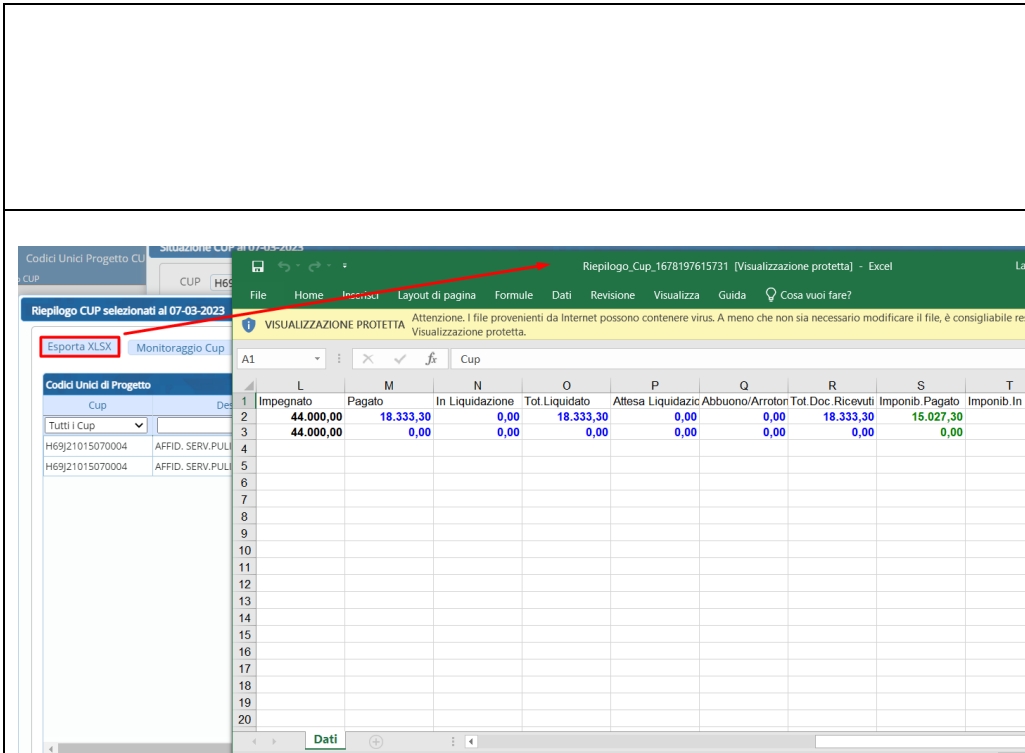 Codici Unici Progetto CU
Situazione CUP al 07-03-2023
CUP
CUP H69
Riepilogo CUP selezionati al 07-03-2023
Esporta XLSX Monitoraggio Cup
Codici Unici di Progetto
Cup Des
Tutti i Cup
H69J21015070004 AFFID. SERV.PULI
H69J21015070004 AFFID. SERV.PULI
Riepilogo_Cup_1678197615731 [Visualizzazione protetta] - Excel La
File Home Inserisci Layout di pagina Formule Dati Revisione Visualizza Guida Cosa vuoi fare?
VISUALIZZAZIONE PROTETTA Attenzione. I file provenienti da Internet possono contenere virus. A meno che non sia necessario modificare il file, è consigliabile res
Visualizzazione protetta.
A1 fx Cup
L M N O P Q R S T
1 Impegnato Pagato In Liquidazione Tot.Liquidato Attesa Liquidazic Abbuono/Arroton Tot.Doc.Ricevuti Imponib.Pagato Imponib.In
2 44.000,00 18.333,30 0,00 18.333,30 0,00 0,00 18.333,30 15.027,30
3 44.000,00 0,00 0,00 0,00 0,00 0,00 0,00 0,00
4
5
6
7
8
9
10
11
12
13
14
15
16
17
18
19
20
Dati